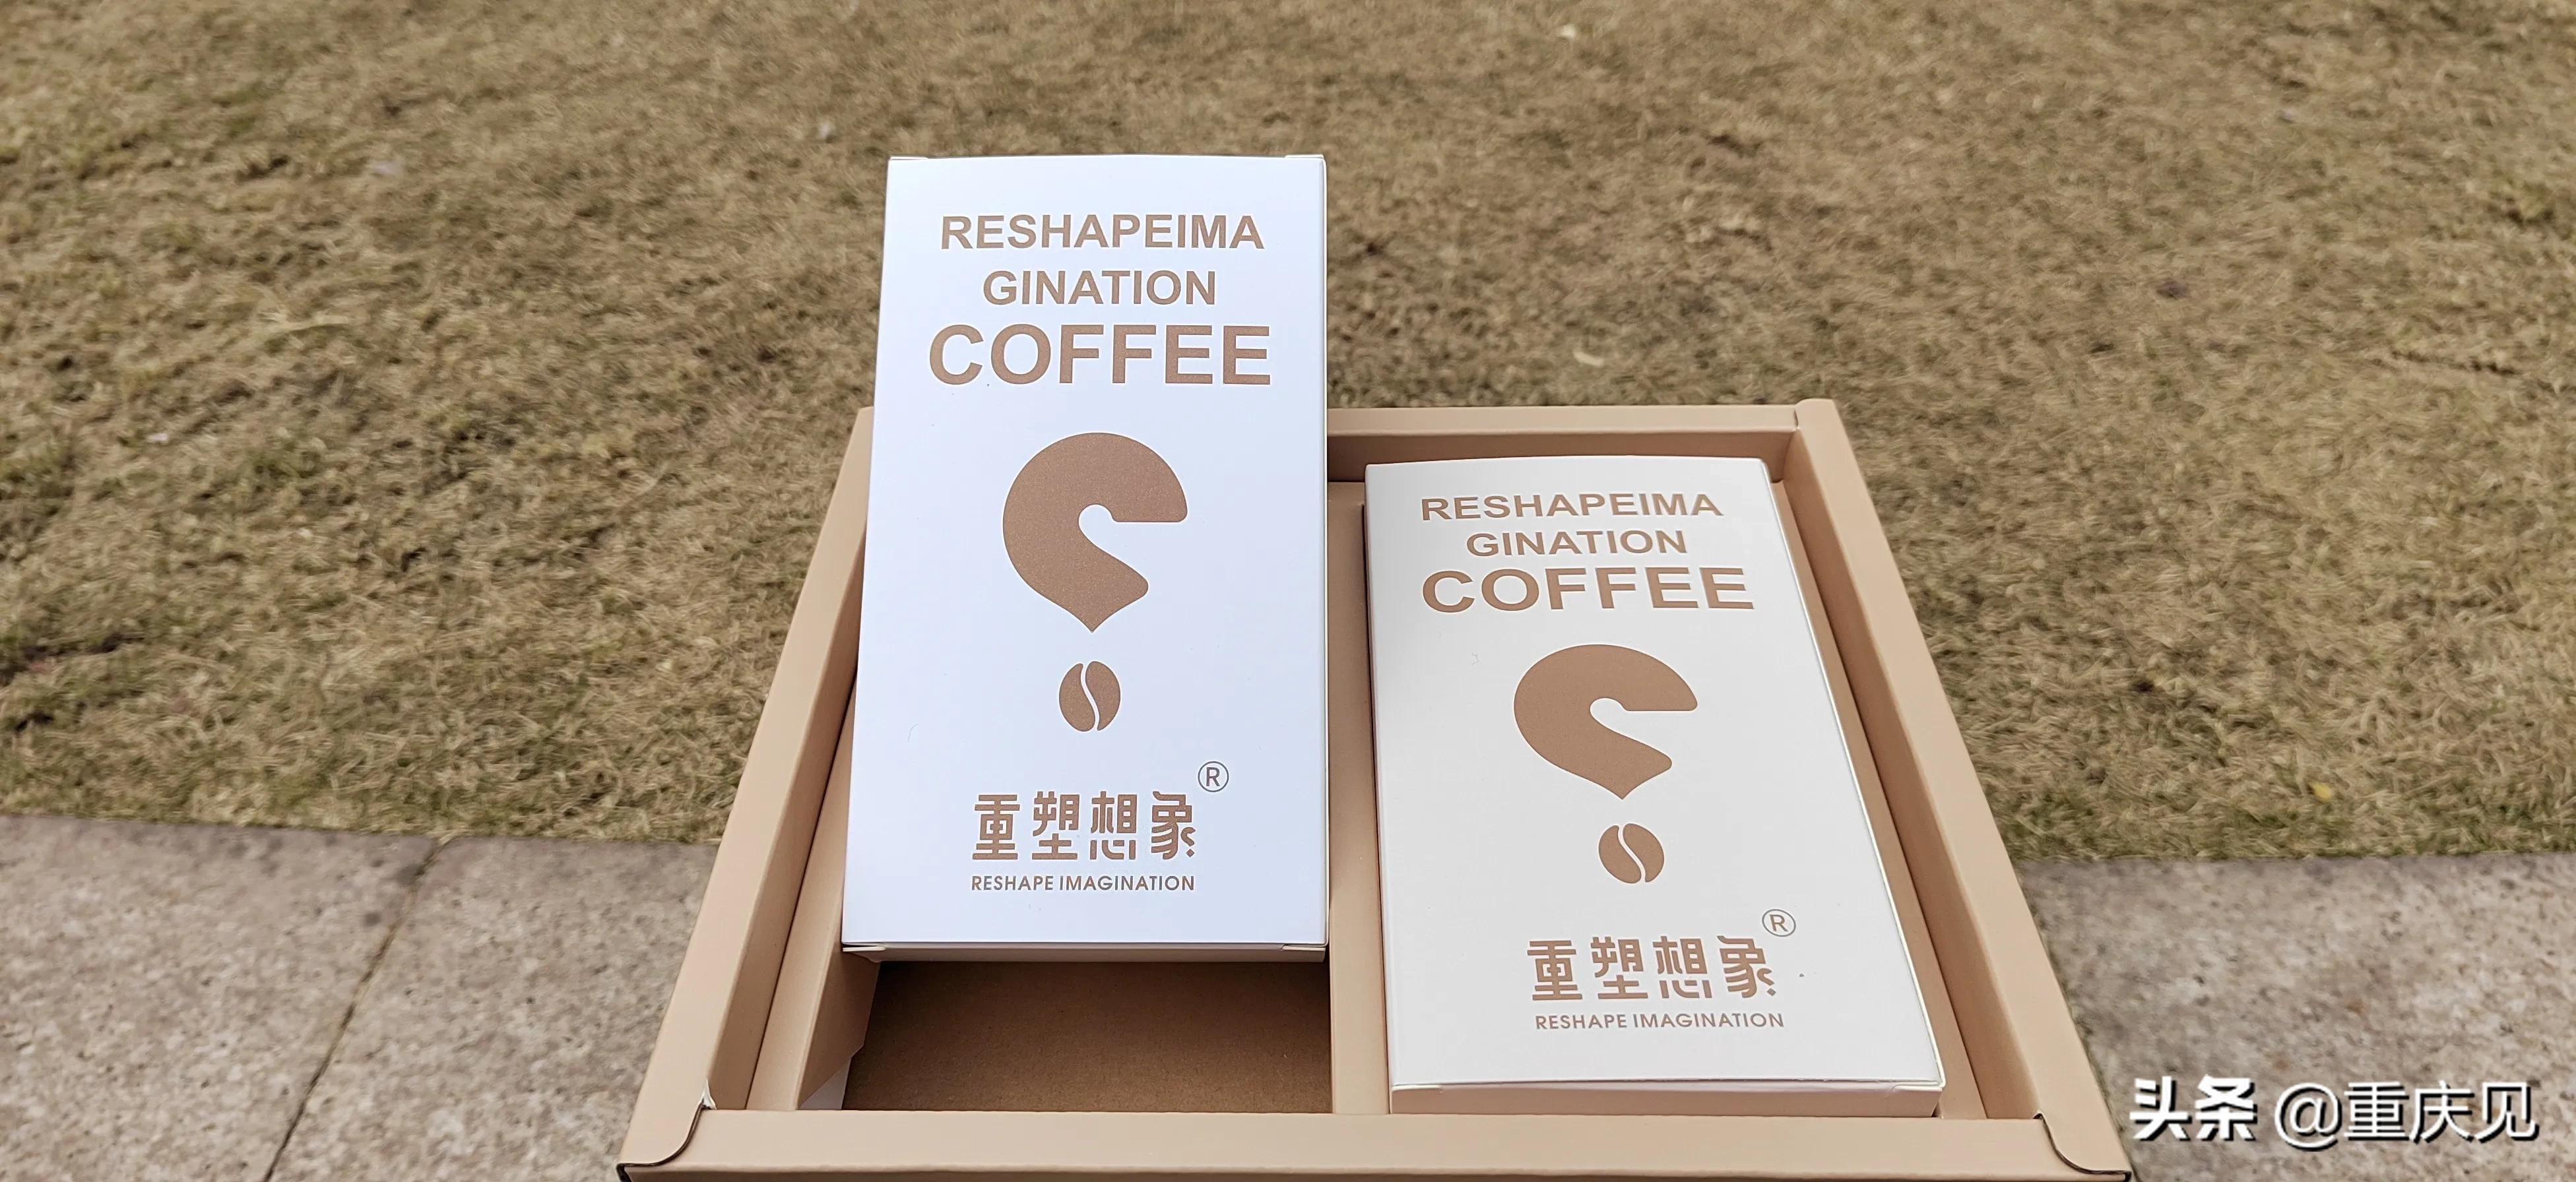 RESHAPEIMA
GINATION
COFFEE
重塑想象®
RESHAPE IMAGINATION
RESHAPEIMA
GINATION
COFFEE
重塑想象®
RESHAPE IMAGINATION
头条 @重庆见